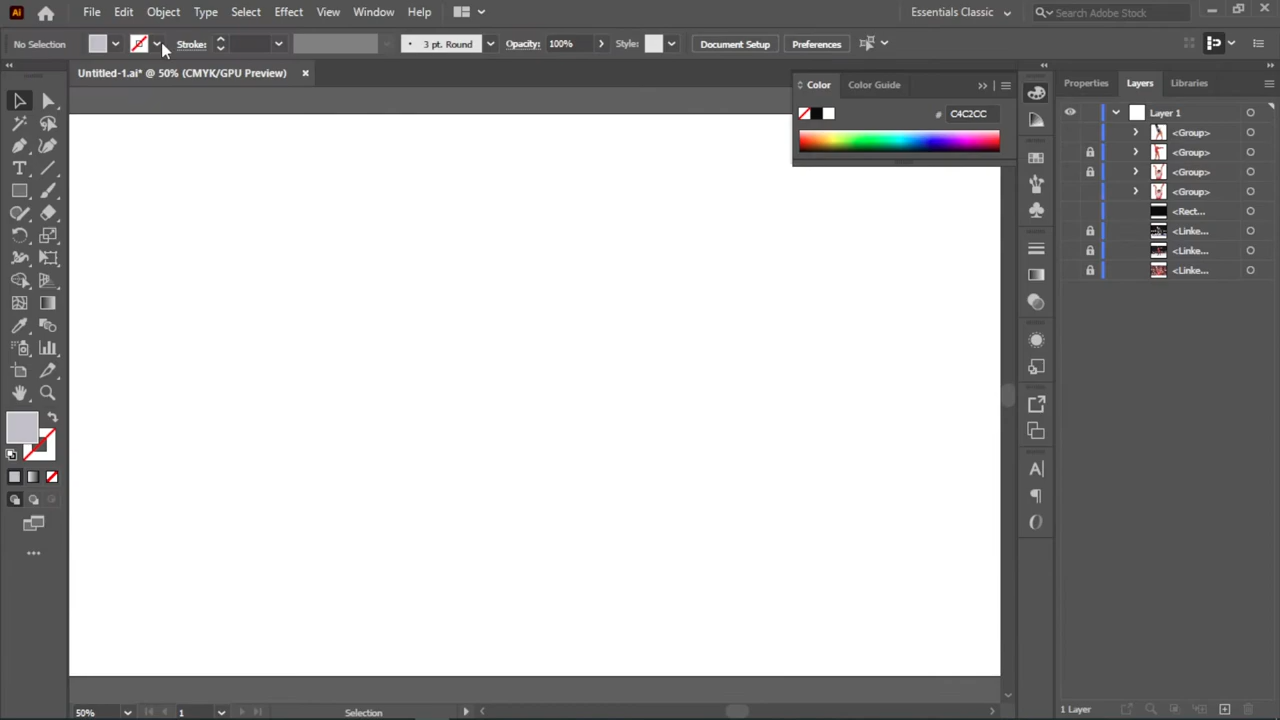 Ai File Edit Object Type Select Effect View Window Help Essentials Classic Search Adobe Stock
No Selection Stroke: 3 pt. Round Opacity: 100% Style: Document Setup Preferences
Untitled-1.ai* @ 50% (CMYK/GPU Preview)
Color Color Guide
# C4C2CC
Properties Layers Libraries
Layer 1
<Group>
<Group>
<Group>
<Group>
<Rect...
<Linke...
<Linke...
<Linke...
50% 1 Selection
1 Layer